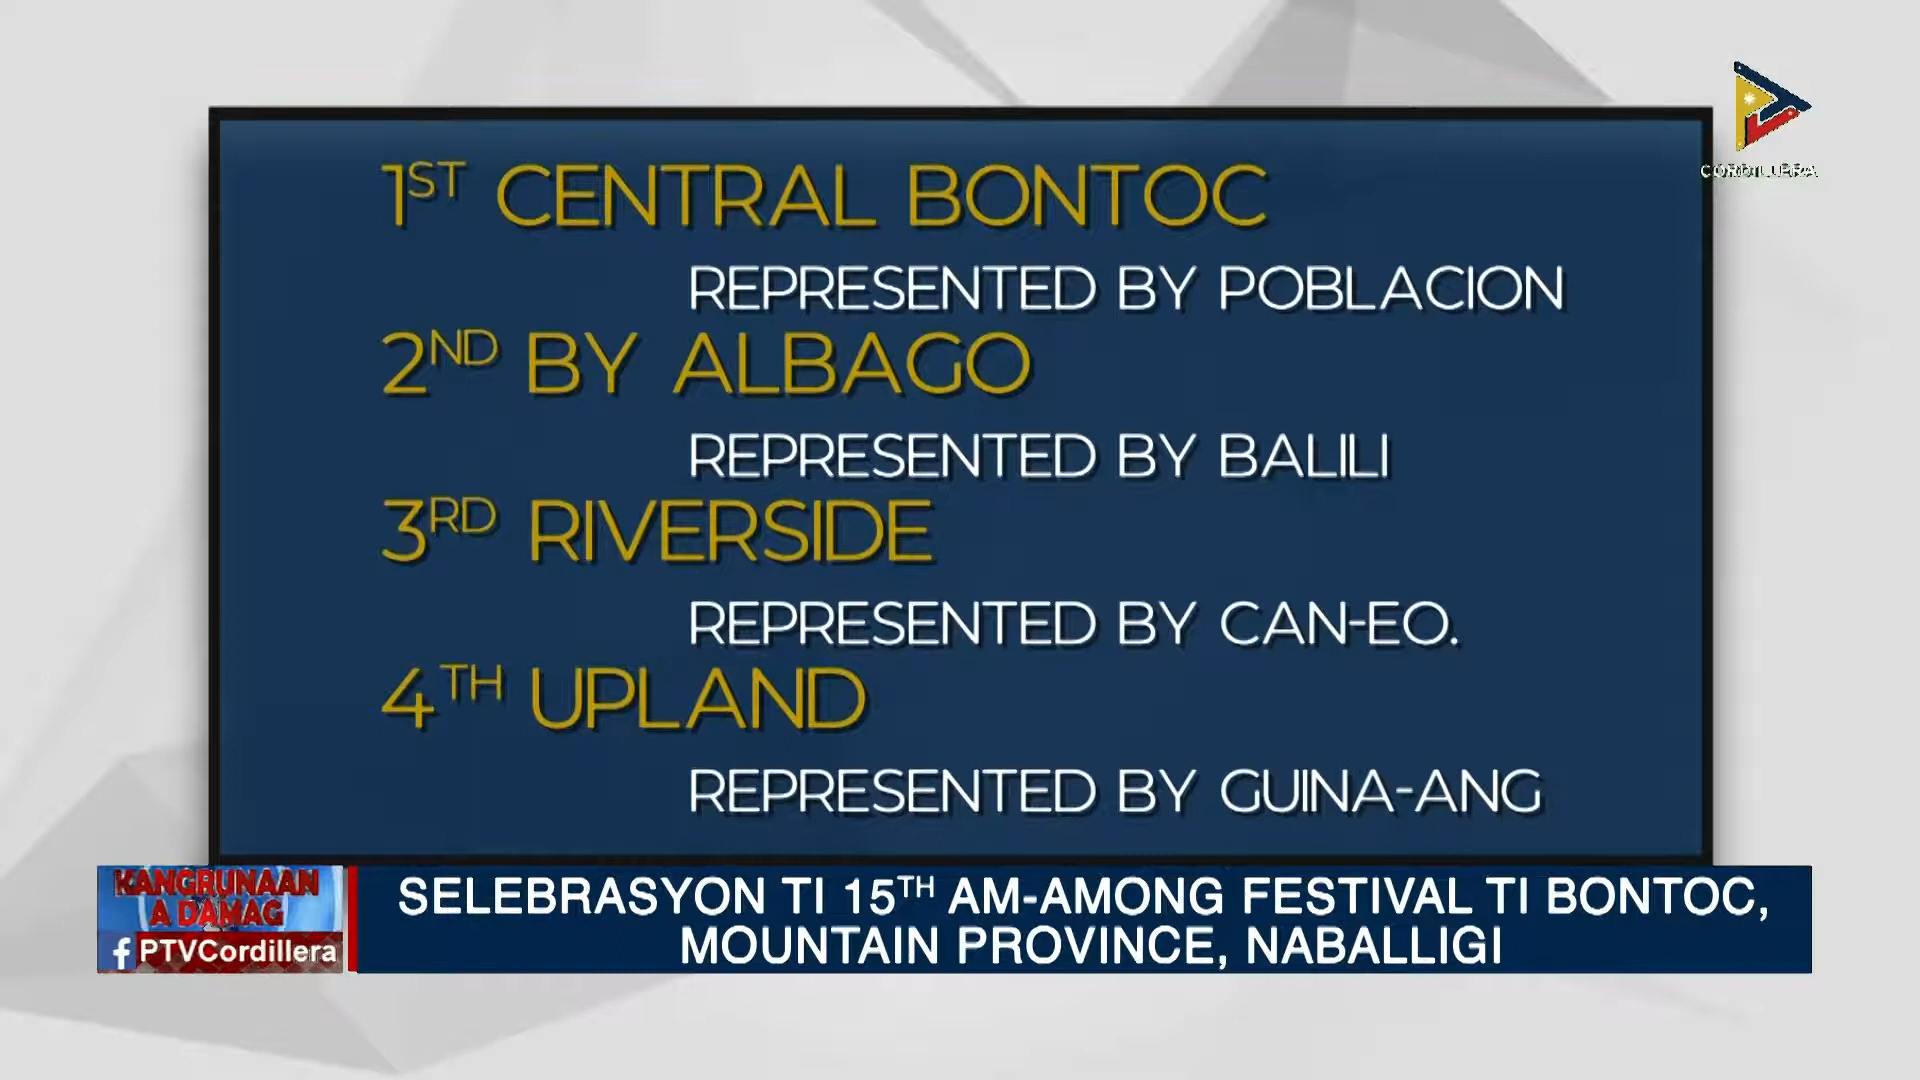 CORDILLERA
1ST CENTRAL BONTOC
REPRESENTED BY POBLACION
2ND BY ALBAGO
REPRESENTED BY BALILI
3RD RIVERSIDE
REPRESENTED BY CAN-EO.
4TH UPLAND
REPRESENTED BY GUINA-ANG
KANGRUNAAN
A DAMAG
PTVCordillera
SELEBRASYON TI 15TH AM-AMONG FESTIVAL TI BONTOC,
MOUNTAIN PROVINCE, NABALLIGI